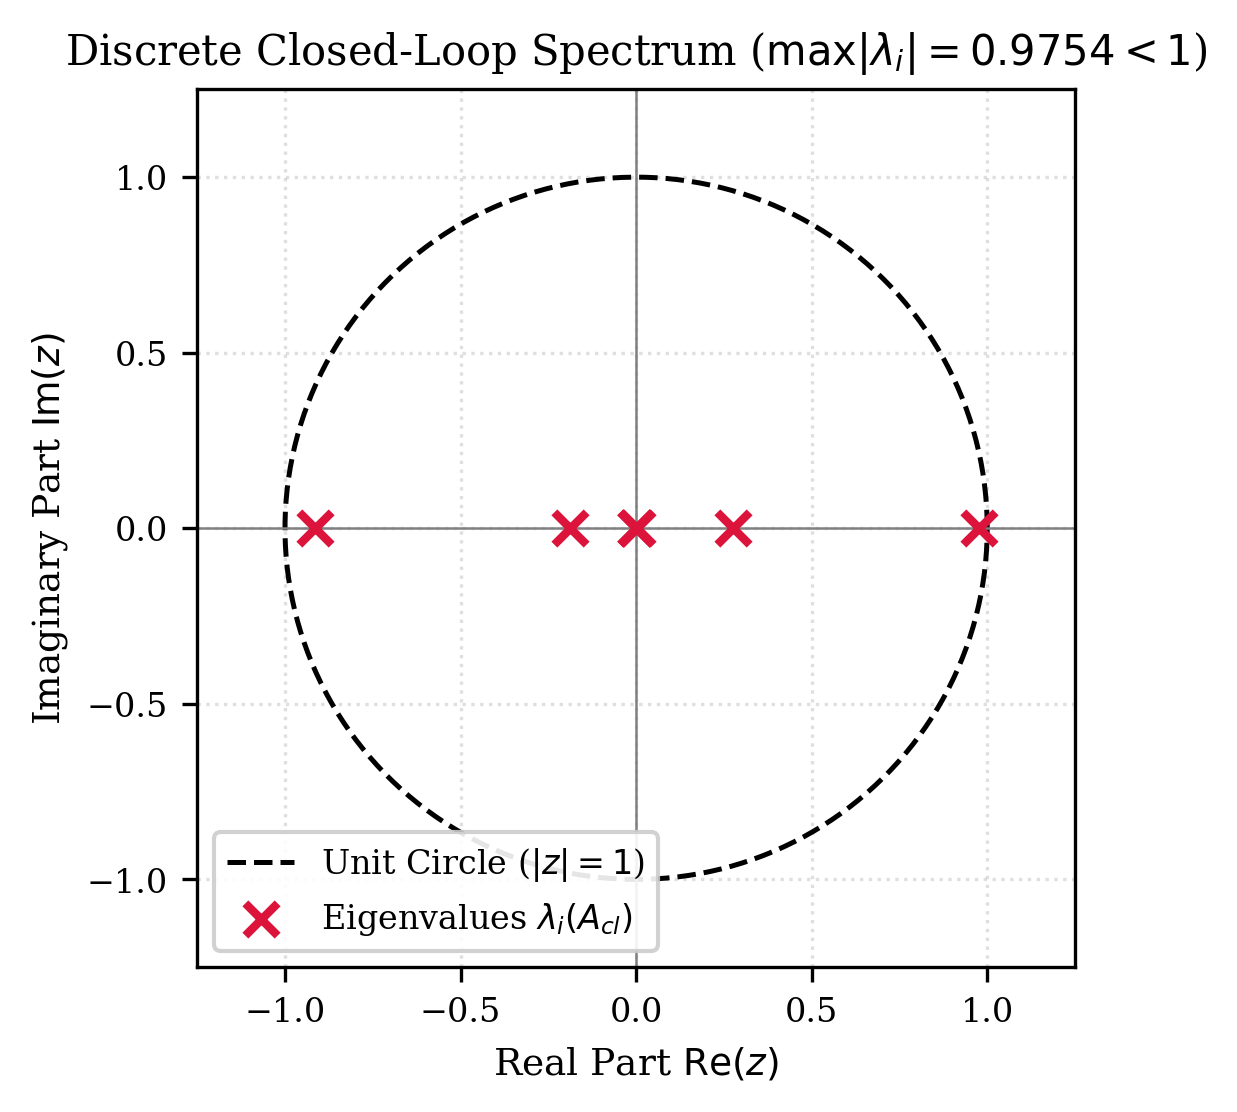 Discrete Closed-Loop Spectrum (max|λᵢ| = 0.9754 < 1)
Imaginary Part Im(z)
1.0
0.5
0.0
−0.5
−1.0
Unit Circle (|z| = 1)
Eigenvalues λᵢ(A_cl)
−1.0 −0.5 0.0 0.5 1.0
Real Part Re(z)